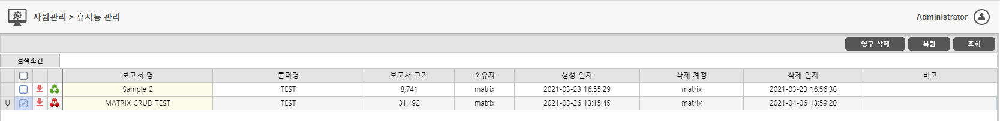 자원관리 > 휴지통 관리 Administrator
영구 삭제 복원 조회
검색조건
보고서 명 폴더명 보고서 크기 소유자 생성 일자 삭제 계정 삭제 일자 비고
A Sample 2 TEST 8,741 matrix 2021-03-23 16:55:29 matrix 2021-03-23 16:56:38
U M MATRIX CRUD TEST TEST 31,192 matrix 2021-03-26 13:15:45 matrix 2021-04-06 13:59:20